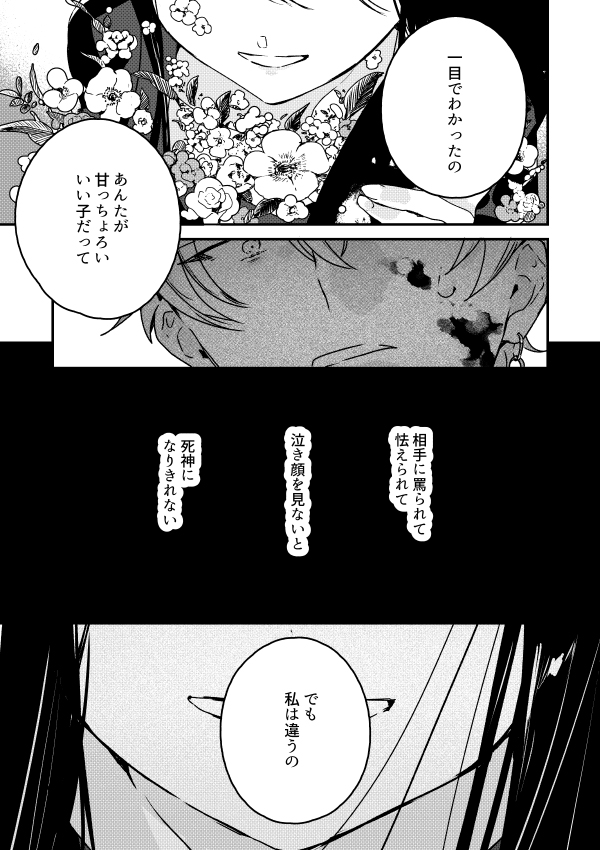 一目でわかったの
あんたが
甘っちょろい
いい子だって
相手に罵られて
怯えられて
泣き顔を見ないと
死神に
なりきれない
でも
私は違うの